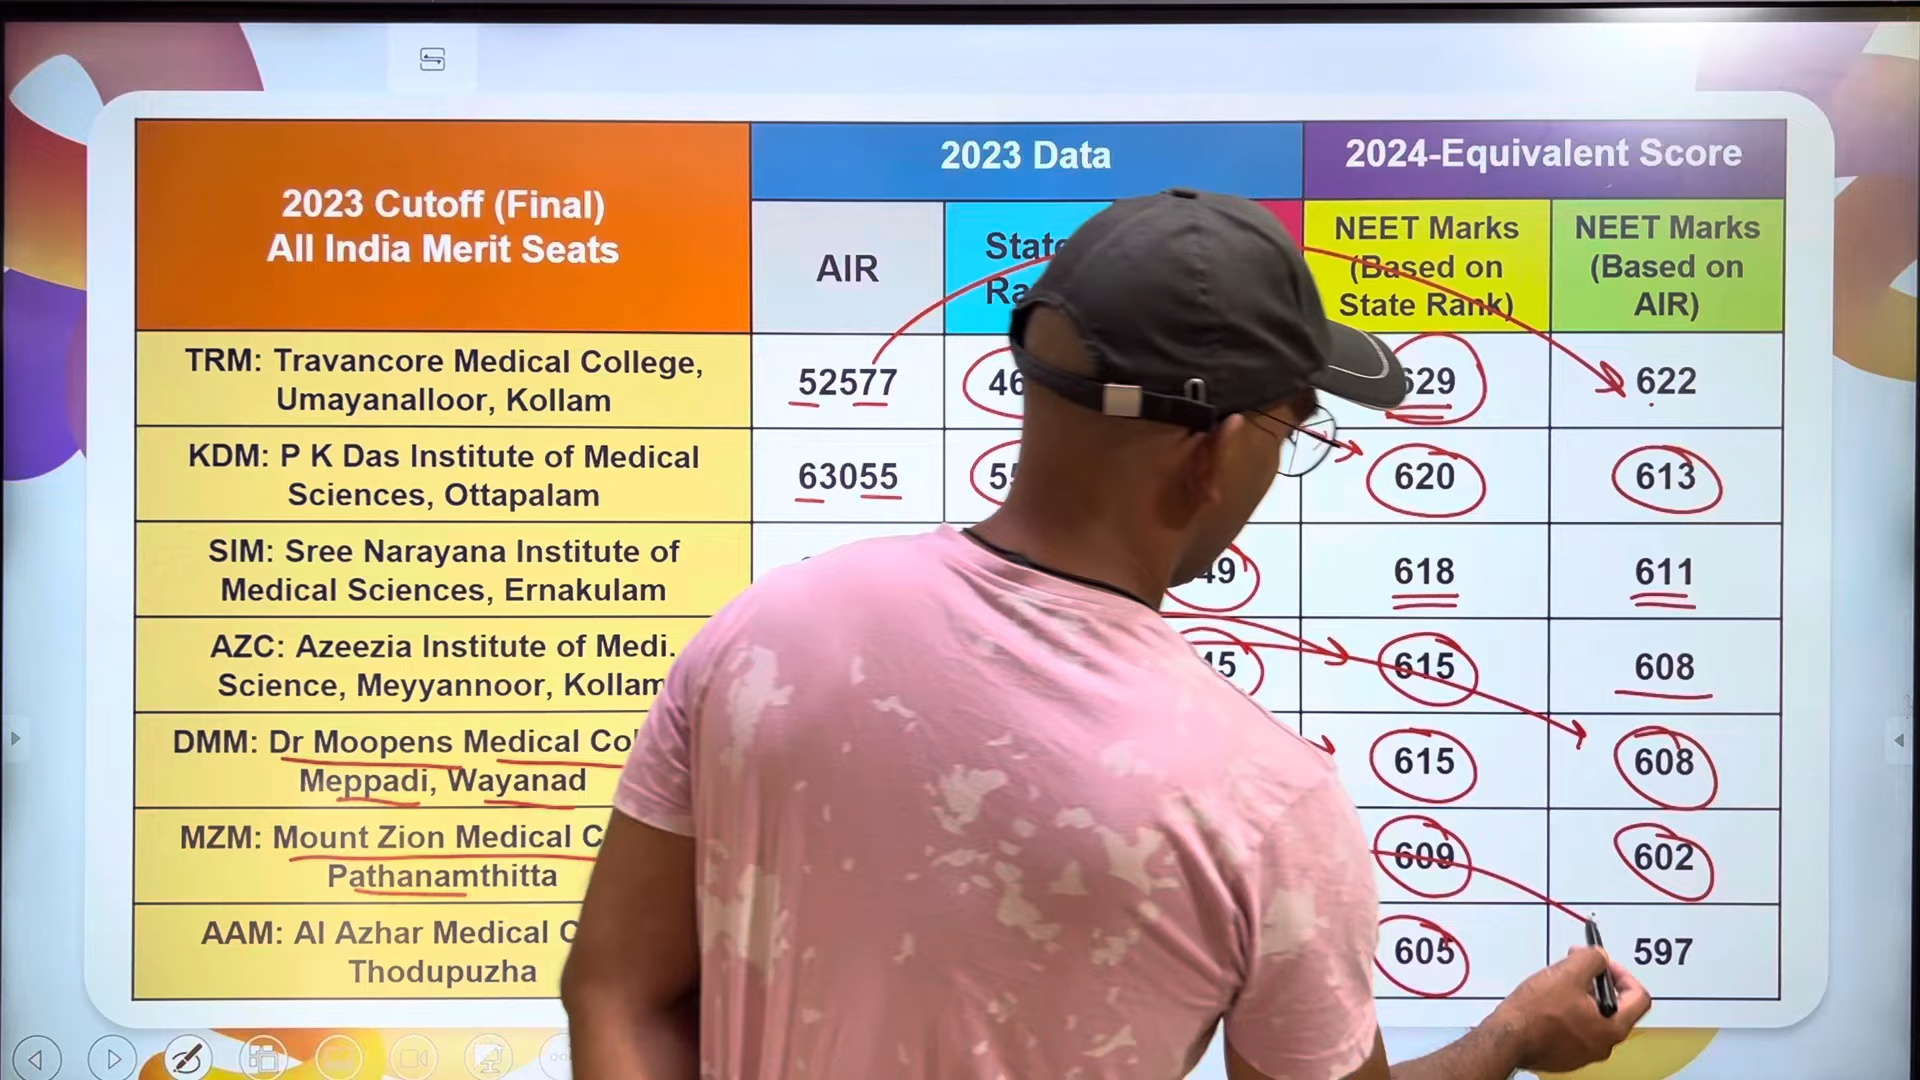 2023 Cutoff (Final)
All India Merit Seats
2023 Data
2024-Equivalent Score
AIR
NEET Marks
(Based on
State Rank)
NEET Marks
(Based on
AIR)
TRM: Travancore Medical College,
Umayanalloor, Kollam
52577
629
622
KDM: P K Das Institute of Medical
Sciences, Ottapalam
63055
620
613
SIM: Sree Narayana Institute of
Medical Sciences, Ernakulam
618
611
AZC: Azeezia Institute of Medi.
Science, Meyyannoor, Kollam
615
608
DMM: Dr Moopens Medical
Meppadi, Wayanad
615
608
MZM: Mount Zion Medical
Pathanamthitta
609
602
AAM: Al Azhar Medical
Thodupuzha
605
597